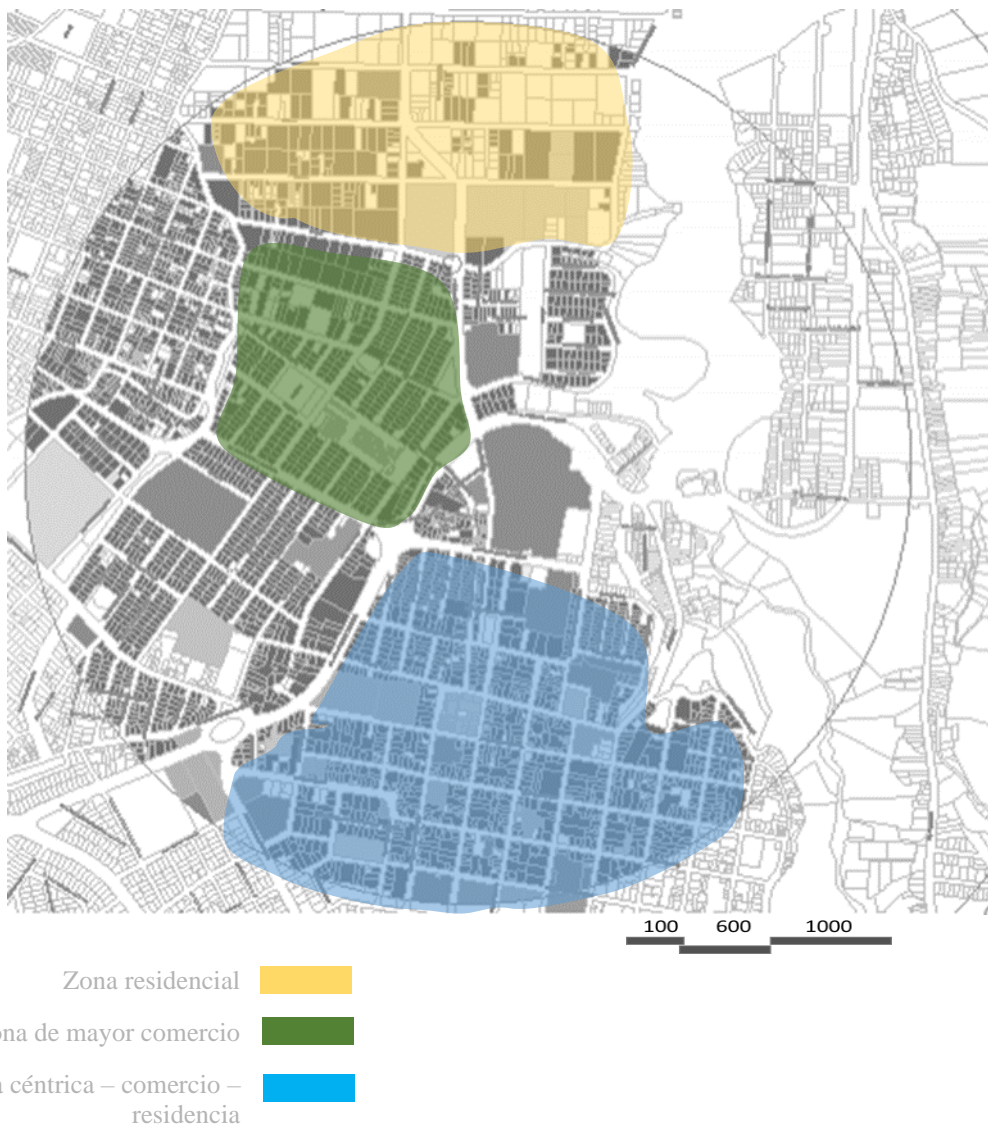 100 600 1000
Zona residencial
ona de mayor comercio
a céntrica – comercio –
residencia